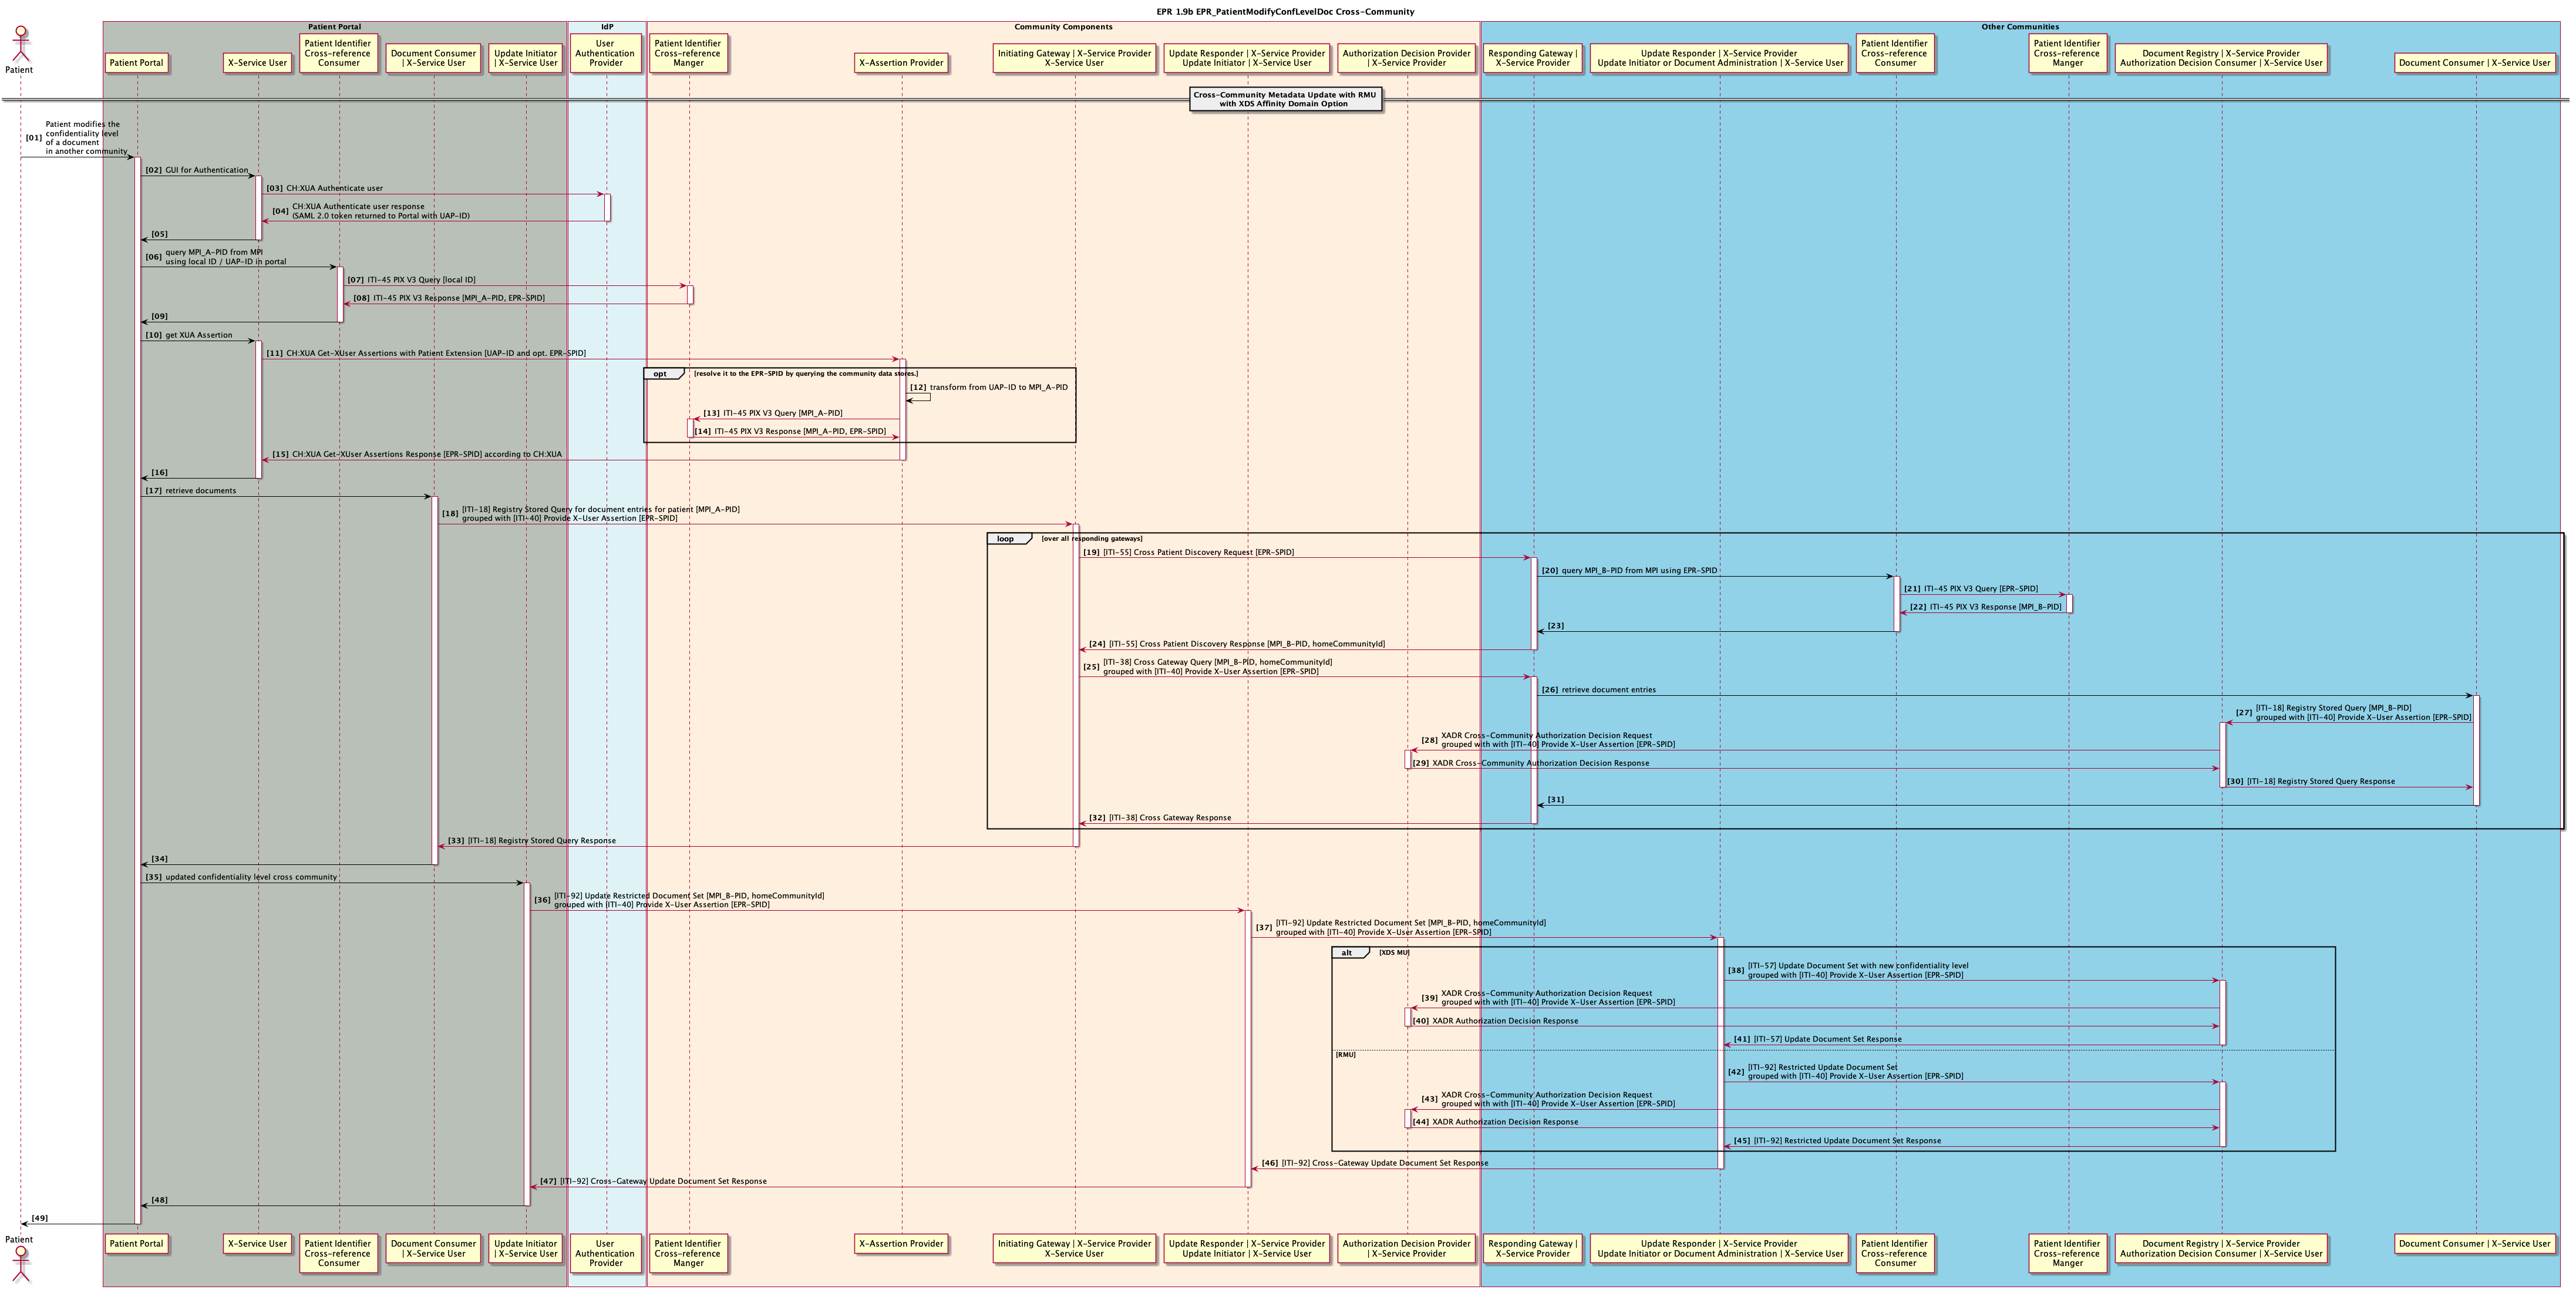 EPR 1.9b EPR_PatientModifyConfLevelDoc Cross-Community
Patient Portal
IdP
Community Components
Other Communities
Patient
Patient Portal
X-Service User
Patient Identifier
Cross-reference
Consumer
Document Consumer
| X-Service User
Update Initiator
| X-Service User
User
Authentication
Provider
Patient Identifier
Cross-reference
Manger
X-Assertion Provider
Initiating Gateway | X-Service Provider
X-Service User
Update Responder | X-Service Provider
Update Initiator | X-Service User
Authorization Decision Provider
| X-Service Provider
Responding Gateway |
X-Service Provider
Update Responder | X-Service Provider
Update Initiator or Document Administration | X-Service User
Patient Identifier
Cross-reference
Consumer
Patient Identifier
Cross-reference
Manger
Document Registry | X-Service Provider
Authorization Decision Consumer | X-Service User
Document Consumer | X-Service User
Cross-Community Metadata Update with RMU
with XDS Affinity Domain Option
[01] Patient modifies the
confidentiality level
of a document
in another community
[02] GUI for Authentication
[03] CH:XUA Authenticate user
[04] CH:XUA Authenticate user response
(SAML 2.0 token returned to Portal with UAP-ID)
[05]
[06] query MPI_A-PID from MPI
using local ID / UAP-ID in portal
[07] ITI-45 PIX V3 Query [local ID]
[08] ITI-45 PIX V3 Response [MPI_A-PID, EPR-SPID]
[09]
[10] get XUA Assertion
[11] CH:XUA Get-XUser Assertions with Patient Extension [UAP-ID and opt. EPR-SPID]
opt [resolve it to the EPR-SPID by querying the community data stores.]
[12] transform from UAP-ID to MPI_A-PID
[13] ITI-45 PIX V3 Query [MPI_A-PID]
[14] ITI-45 PIX V3 Response [MPI_A-PID, EPR-SPID]
[15] CH:XUA Get-XUser Assertions Response [EPR-SPID] according to CH:XUA
[16]
[17] retrieve documents
[18] [ITI-18] Registry Stored Query for document entries for patient [MPI_A-PID]
grouped with [ITI-40] Provide X-User Assertion [EPR-SPID]
loop [over all responding gateways]
[19] [ITI-55] Cross Patient Discovery Request [EPR-SPID]
[20] query MPI_B-PID from MPI using EPR-SPID
[21] ITI-45 PIX V3 Query [EPR-SPID]
[22] ITI-45 PIX V3 Response [MPI_B-PID]
[23]
[24] [ITI-55] Cross Patient Discovery Response [MPI_B-PID, homeCommunityId]
[25] [ITI-38] Cross Gateway Query [MPI_B-PID, homeCommunityId]
grouped with [ITI-40] Provide X-User Assertion [EPR-SPID]
[26] retrieve document entries
[27] [ITI-18] Registry Stored Query [MPI_B-PID]
grouped with [ITI-40] Provide X-User Assertion [EPR-SPID]
[28] XADR Cross-Community Authorization Decision Request
grouped with with [ITI-40] Provide X-User Assertion [EPR-SPID]
[29] XADR Cross-Community Authorization Decision Response
[30] [ITI-18] Registry Stored Query Response
[31]
[32] [ITI-38] Cross Gateway Response
[33] [ITI-18] Registry Stored Query Response
[34]
[35] updated confidentiality level cross community
[36] [ITI-92] Update Restricted Document Set [MPI_B-PID, homeCommunityId]
grouped with [ITI-40] Provide X-User Assertion [EPR-SPID]
[37] [ITI-92] Update Restricted Document Set [MPI_B-PID, homeCommunityId]
grouped with [ITI-40] Provide X-User Assertion [EPR-SPID]
alt [XDS MU]
[38] [ITI-57] Update Document Set with new confidentiality level
grouped with [ITI-40] Provide X-User Assertion [EPR-SPID]
[39] XADR Cross-Community Authorization Decision Request
grouped with with [ITI-40] Provide X-User Assertion [EPR-SPID]
[40] XADR Authorization Decision Response
[41] [ITI-57] Update Document Set Response
[RMU]
[42] [ITI-92] Restricted Update Document Set
grouped with [ITI-40] Provide X-User Assertion [EPR-SPID]
[43] XADR Cross-Community Authorization Decision Request
grouped with with [ITI-40] Provide X-User Assertion [EPR-SPID]
[44] XADR Authorization Decision Response
[45] [ITI-92] Restricted Update Document Set Response
[46] [ITI-92] Cross-Gateway Update Document Set Response
[47] [ITI-92] Cross-Gateway Update Document Set Response
[48]
[49]
Patient
Patient Portal
X-Service User
Patient Identifier
Cross-reference
Consumer
Document Consumer
| X-Service User
Update Initiator
| X-Service User
User
Authentication
Provider
Patient Identifier
Cross-reference
Manger
X-Assertion Provider
Initiating Gateway | X-Service Provider
X-Service User
Update Responder | X-Service Provider
Update Initiator | X-Service User
Authorization Decision Provider
| X-Service Provider
Responding Gateway |
X-Service Provider
Update Responder | X-Service Provider
Update Initiator or Document Administration | X-Service User
Patient Identifier
Cross-reference
Consumer
Patient Identifier
Cross-reference
Manger
Document Registry | X-Service Provider
Authorization Decision Consumer | X-Service User
Document Consumer | X-Service User